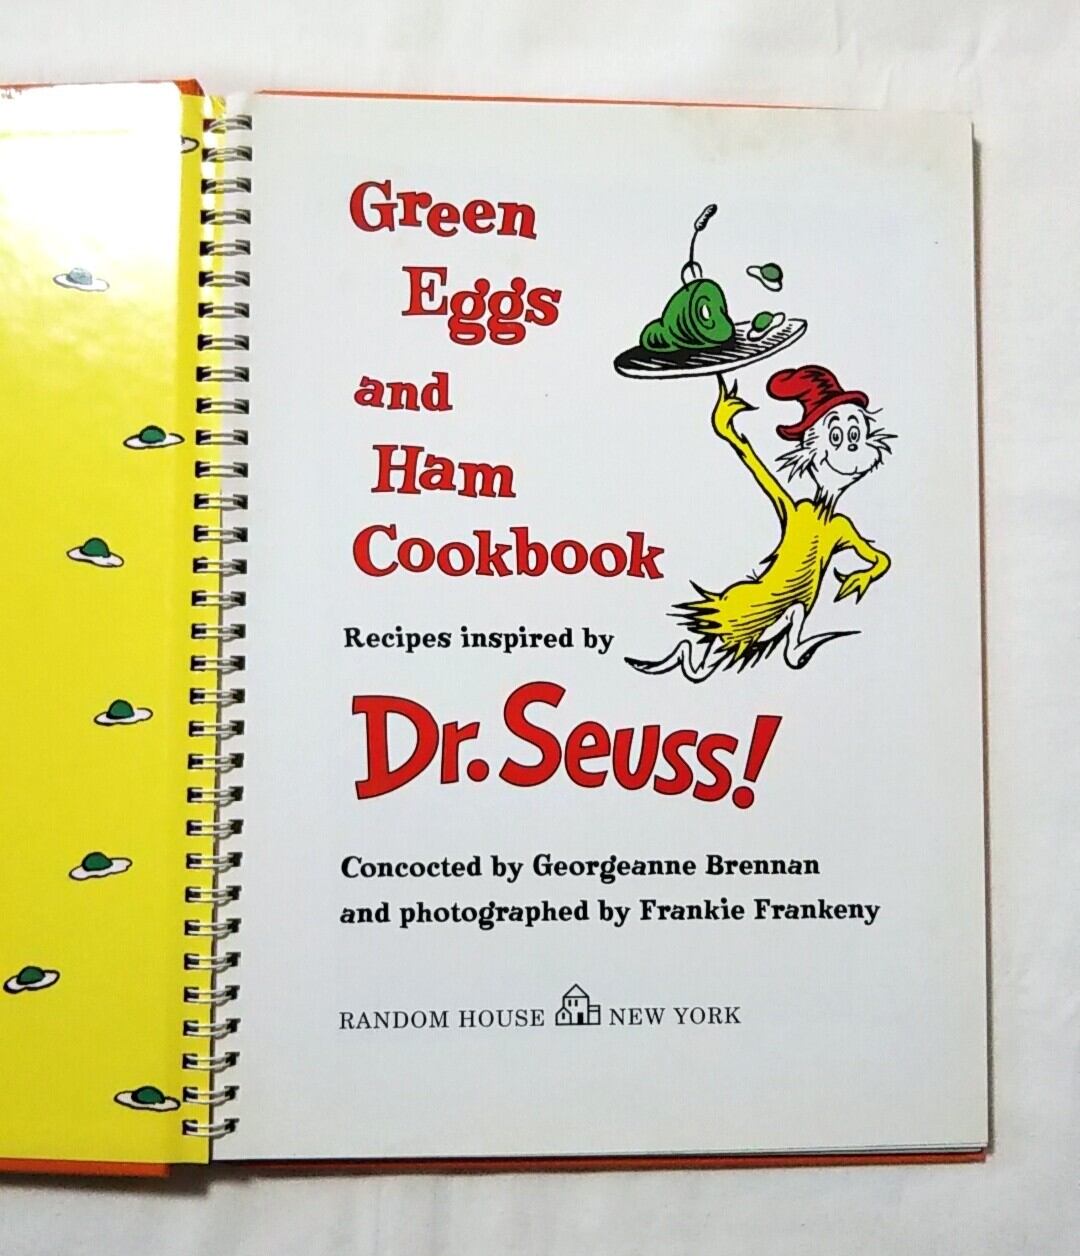 Green
Eggs
and
Ham
Cookbook
Recipes inspired by
Dr. Seuss!
Concocted by Georgeanne Brennan
and photographed by Frankie Frankeny
RANDOM HOUSE NEW YORK